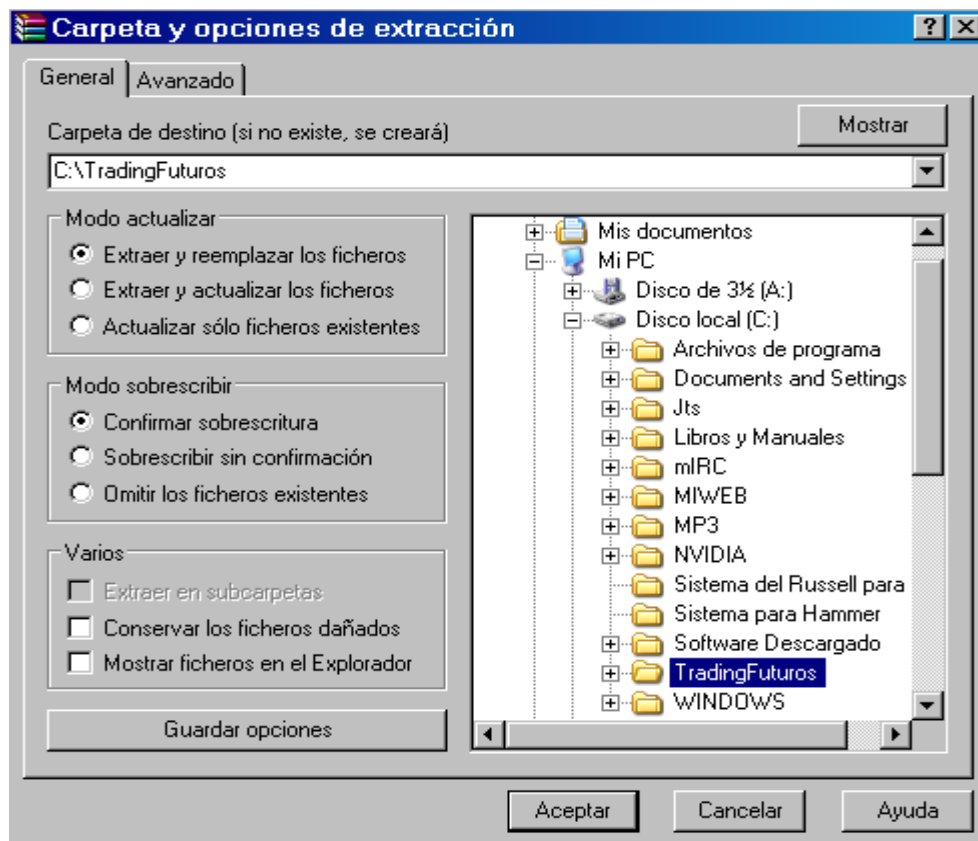 Carpeta y opciones de extracción
General
Avanzado
Carpeta de destino (si no existe, se creará)
Mostrar
C:\TradingFuturos
Modo actualizar
Extraer y reemplazar los ficheros
Extraer y actualizar los ficheros
Actualizar sólo ficheros existentes
Modo sobrescribir
Confirmar sobrescritura
Sobrescribir sin confirmación
Omitir los ficheros existentes
Varios
Extraer en subcarpetas
Conservar los ficheros dañados
Mostrar ficheros en el Explorador
Guardar opciones
Mis documentos
Mi PC
Disco de 3½ (A:)
Disco local (C:)
Archivos de programa
Documents and Settings
Jts
Libros y Manuales
mIRC
MIWEB
MP3
NVIDIA
Sistema del Russell para
Sistema para Hammer
Software Descargado
TradingFuturos
WINDOWS
Aceptar
Cancelar
Ayuda